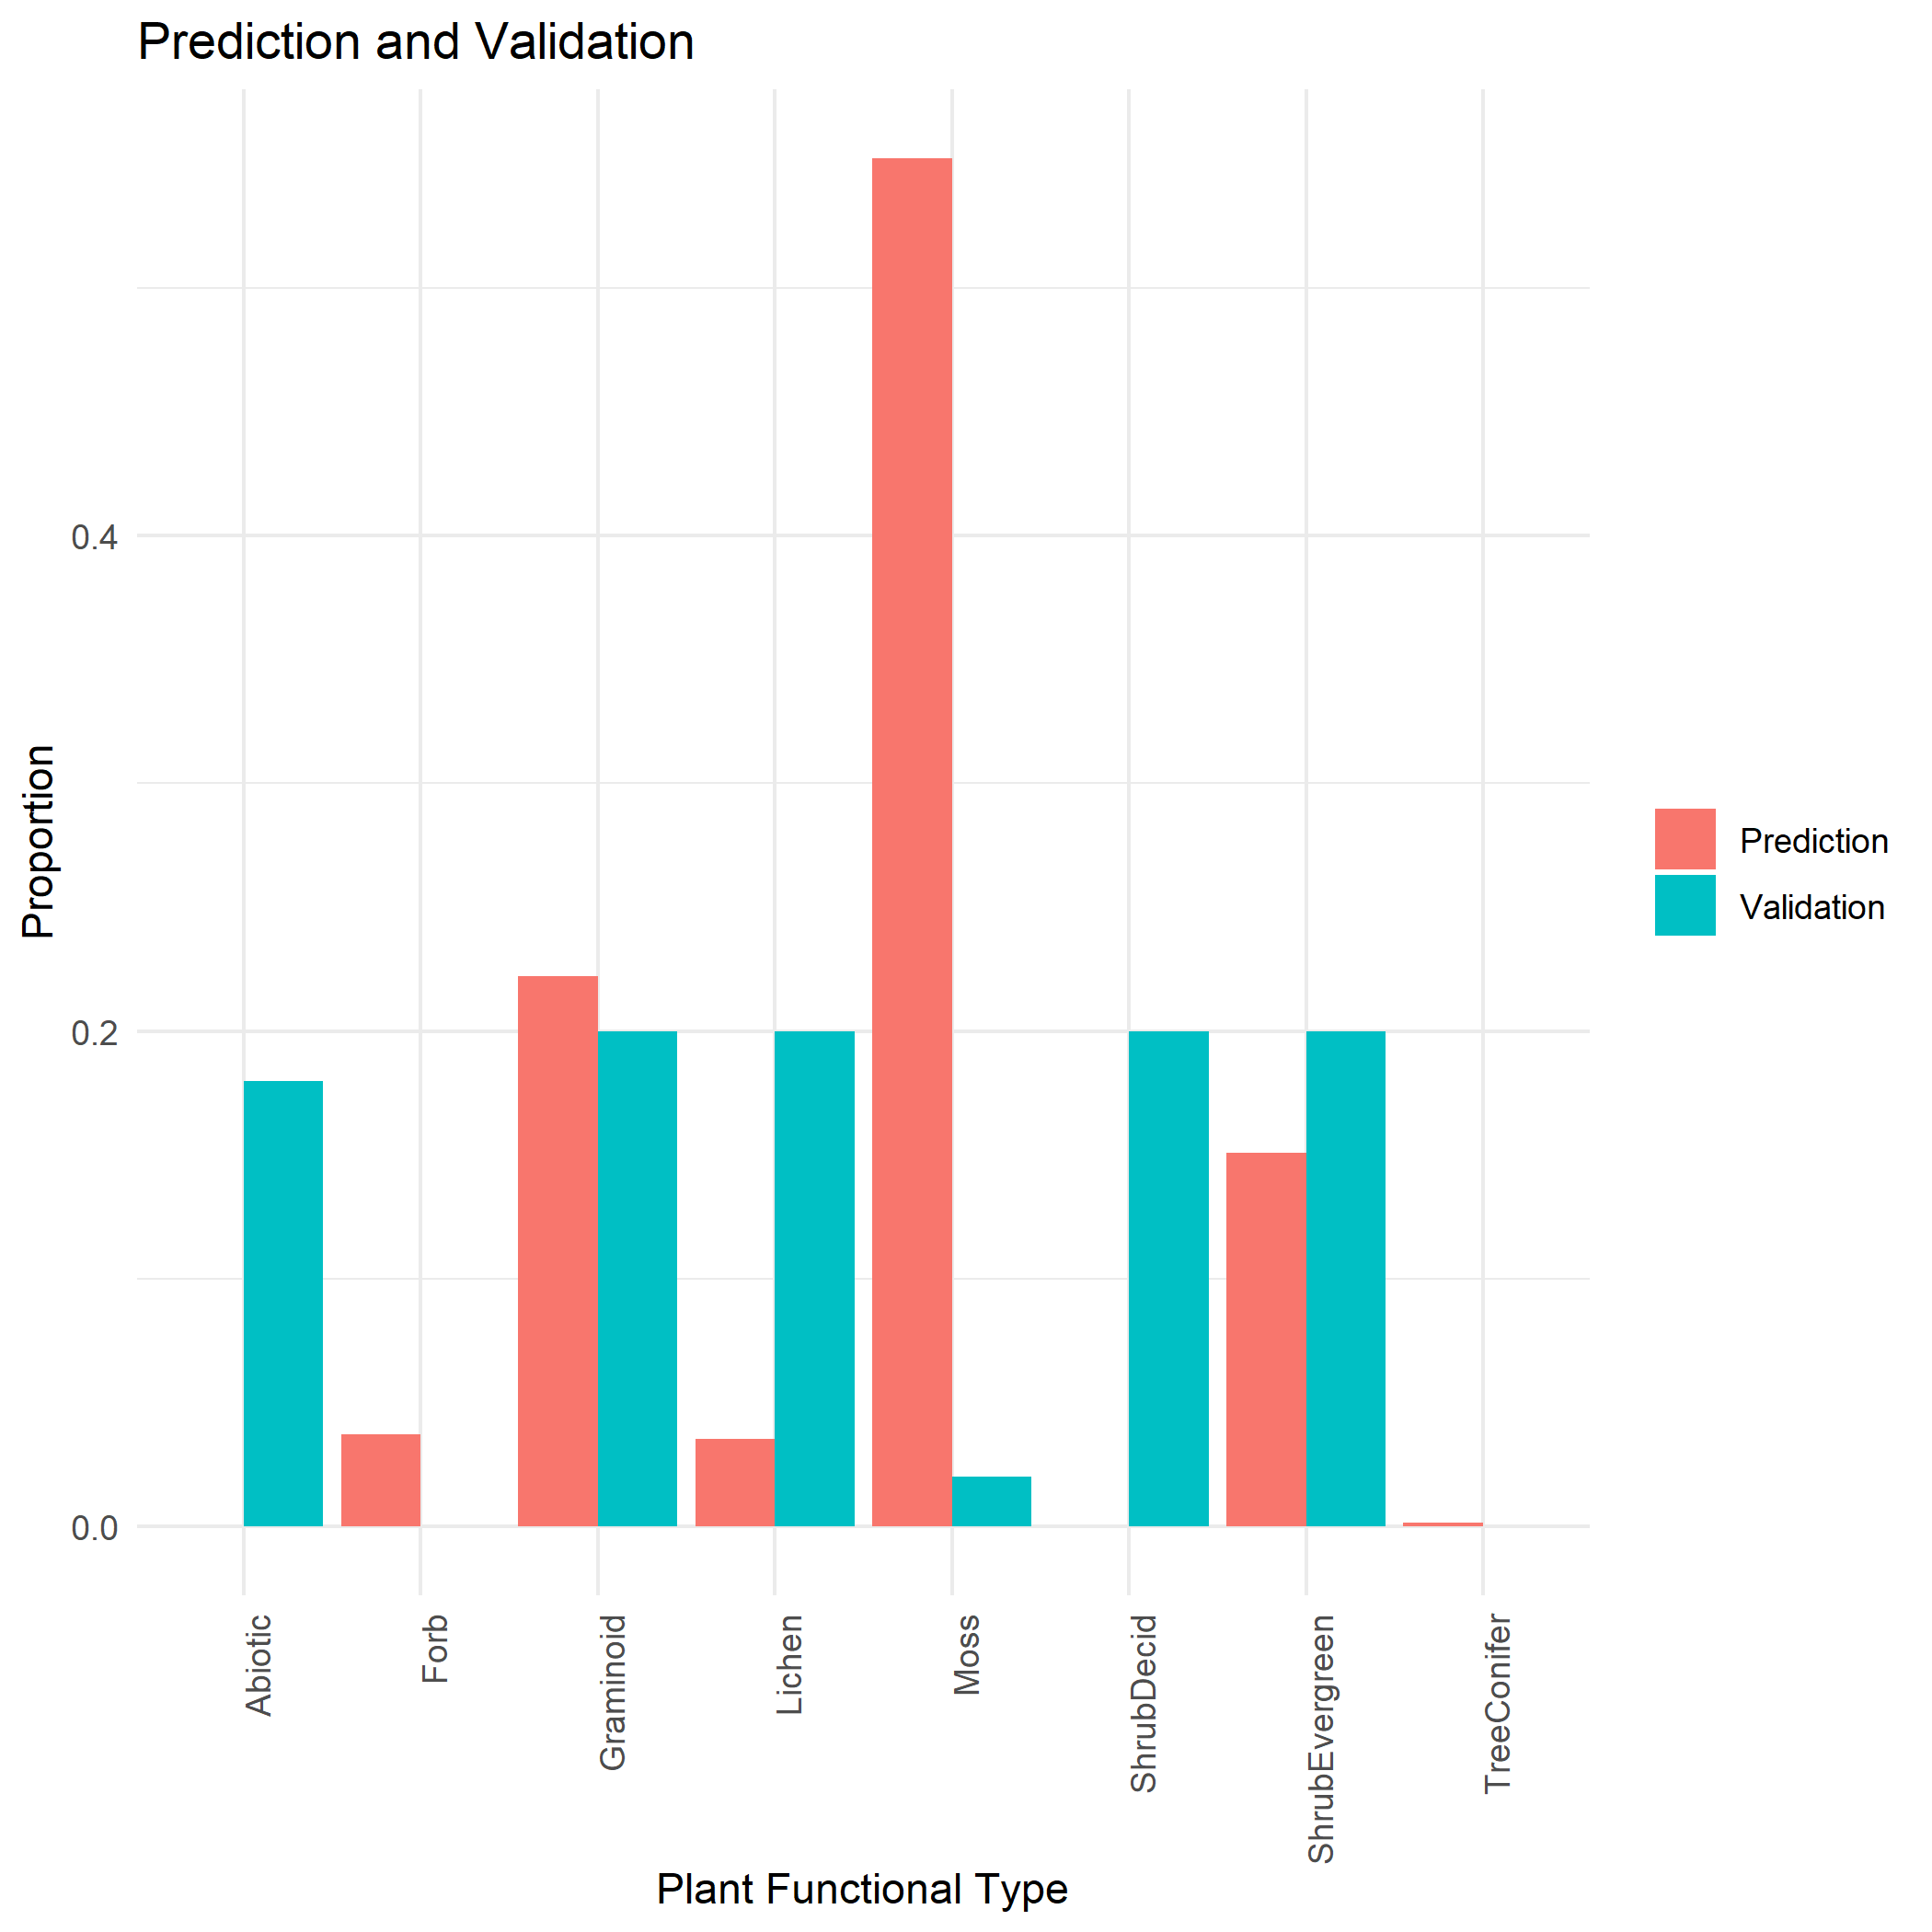 Prediction and Validation
Proportion
0.4
0.2
0.0
Prediction
Validation
Abiotic
Forb
Graminoid
Lichen
Moss
ShrubDecid
ShrubEvergreen
TreeConifer
Plant Functional Type